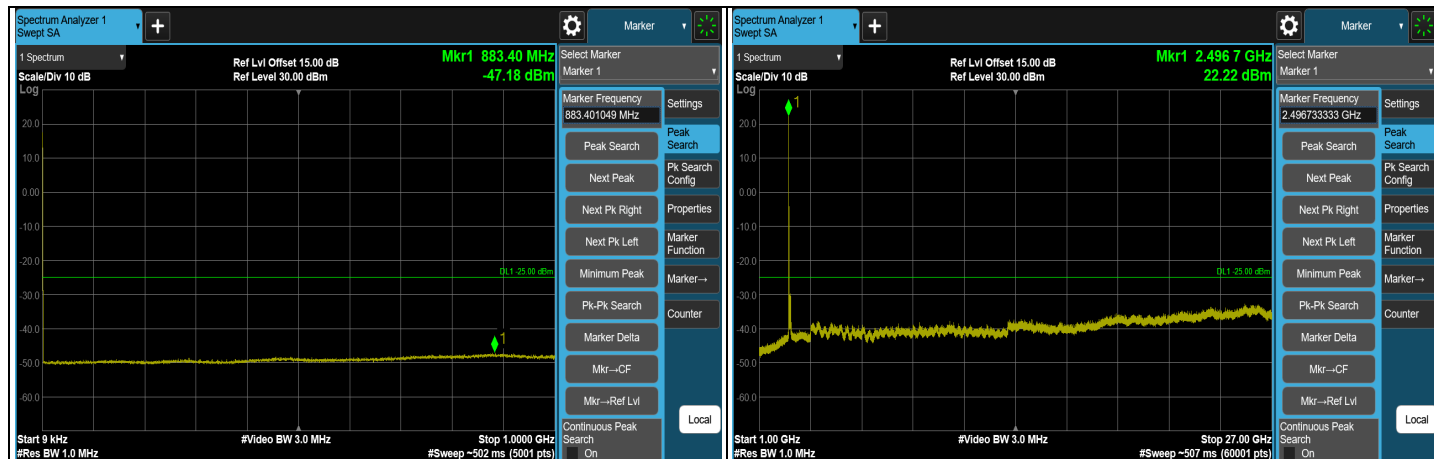 Spectrum Analyzer 1
Swept SA
+
Marker
1 Spectrum
Scale/Div 10 dB
Log
Ref Lvl Offset 15.00 dB
Ref Level 30.00 dBm
Mkr1 883.40 MHz
-47.18 dBm
1
20.0
10.0
0.00
-10.0
-20.0
-30.0
-40.0
-50.0
-60.0
DL1 -25.00 dBm
1
Start 9 kHz
#Res BW 1.0 MHz
#Video BW 3.0 MHz
Stop 1.0000 GHz
#Sweep ~502 ms (5001 pts)
Select Marker
Marker 1
Marker Frequency
883.401049 MHz
Peak Search
Next Peak
Next Pk Right
Next Pk Left
Minimum Peak
Pk-Pk Search
Marker Delta
Mkr→CF
Mkr→Ref Lvl
Continuous Peak
Search
On
Settings
Peak
Search
Pk Search
Config
Properties
Marker
Function
Marker→
Counter
Local
Spectrum Analyzer 1
Swept SA
+
Marker
1 Spectrum
Scale/Div 10 dB
Log
Ref Lvl Offset 15.00 dB
Ref Level 30.00 dBm
Mkr1 2.496 7 GHz
22.22 dBm
1
20.0
10.0
0.00
-10.0
-20.0
-30.0
-40.0
-50.0
-60.0
DL1 -25.00 dBm
Start 1.00 GHz
#Res BW 1.0 MHz
#Video BW 3.0 MHz
Stop 27.00 GHz
#Sweep ~507 ms (60001 pts)
Select Marker
Marker 1
Marker Frequency
2.496733333 GHz
Peak Search
Next Peak
Next Pk Right
Next Pk Left
Minimum Peak
Pk-Pk Search
Marker Delta
Mkr→CF
Mkr→Ref Lvl
Continuous Peak
Search
On
Settings
Peak
Search
Pk Search
Config
Properties
Marker
Function
Marker→
Counter
Local